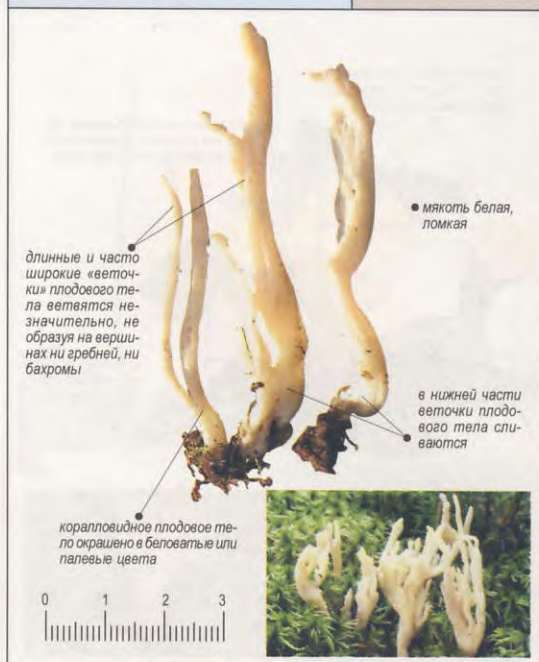 ● мякоть белая,
ломкая
длинные и часто
широкие «веточ-
ки» плодового те-
ла ветвятся не-
значительно, не
образуя на верши-
нах ни гребней, ни
бахромы
в нижней части
веточки плодо-
вого тела сли-
ваются
коралловидное плодовое те-
ло окрашено в беловатые или
палевые цвета
0 1 2 3